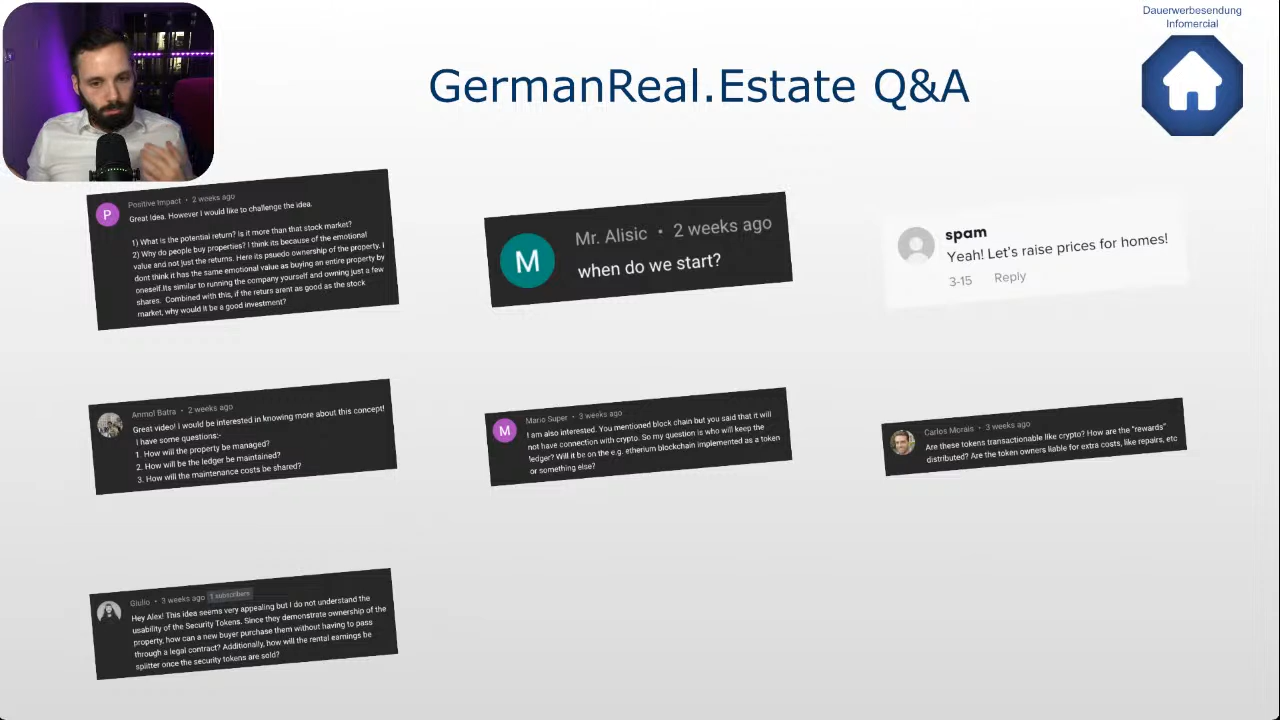 Dauerwerbesendung
Infomercial
GermanReal.Estate Q&A
P
Positive Impact • 2 weeks ago
Great Idea. However I would like to challenge the idea.
1) What is the potential return? Is it more than that stock market?
2) Why do people buy properties? I think its because of the emotional
value and not just the returns. Here its psuedo ownership of the property. I
dont think it has the same emotional value as buying an entire property by
oneself.Its similar to running the company yourself and owning just a few
shares. Combined with this, if the returs arent as good as the stock
market, why would it be a good investment?
M
Mr. Alisic • 2 weeks ago
when do we start?
spam
Yeah! Let's raise prices for homes!
3-15 Reply
Anmol Batra • 2 weeks ago
Great video! I would be interested in knowing more about this concept!
I have some questions:-
1. How will the property be managed?
2. How will be the ledger be maintained?
3. How will the maintenance costs be shared?
M
Mario Super • 3 weeks ago
I am also interested. You mentioned block chain but you said that it will
not have connection with crypto. So my question is who will keep the
ledger? Will it be on the e.g. etherium blockchain implemented as a token
or something else?
Carlos Morais • 3 weeks ago
Are these tokens transactionable like crypto? How are the "rewards"
distributed? Are the token owners liable for extra costs, like repairs, etc
Giulio • 3 weeks ago 1 subscribers
Hey Alex! This idea seems very appealing but I do not understand the
usability of the Security Tokens. Since they demonstrate ownership of the
property, how can a new buyer purchase them without having to pass
through a legal contract? Additionally, how will the rental earnings be
splitter once the security tokens are sold?